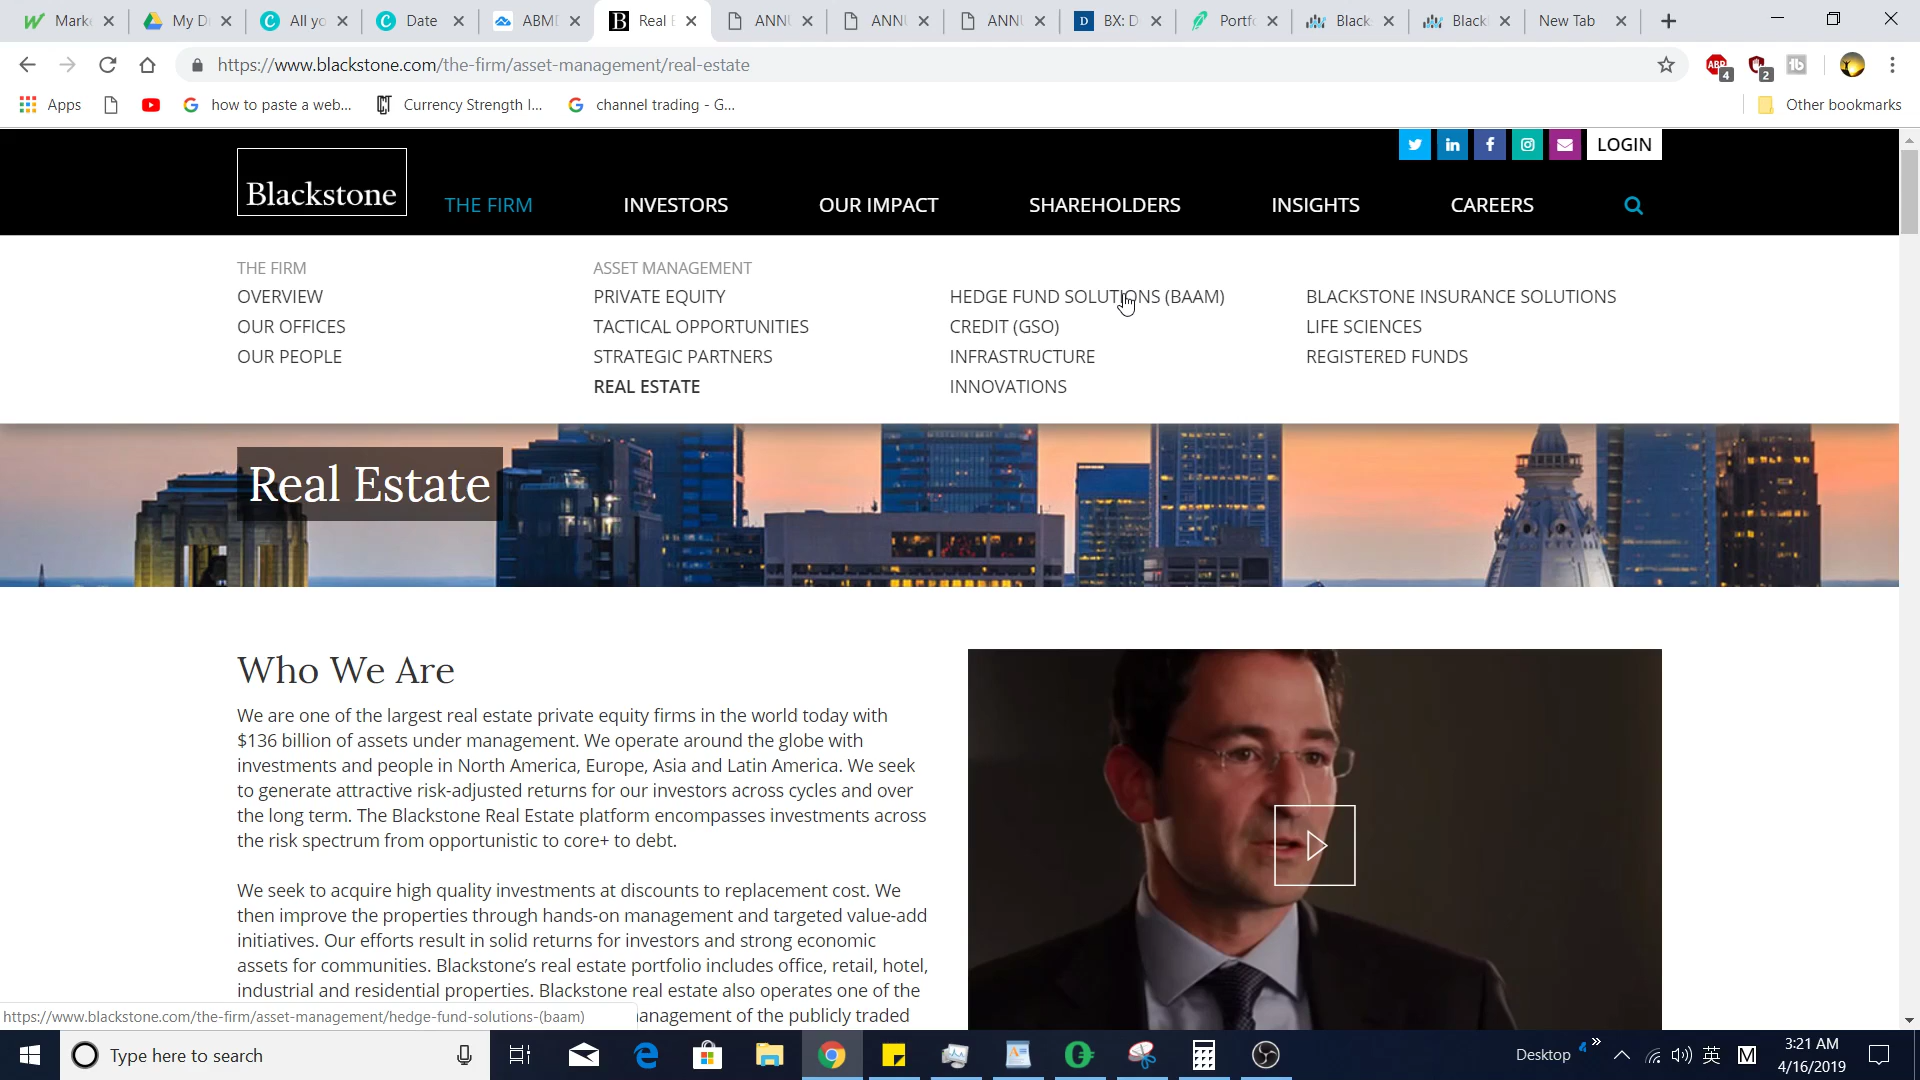 Mark
My D
All yo
Date
ABMD
Real E
ANNU
ANNU
ANNU
BX: D
Portfo
Black
Black
New Tab
https://www.blackstone.com/the-firm/asset-management/real-estate
ABP 4
2
Apps
how to paste a web...
Currency Strength I...
channel trading - G...
Other bookmarks
LOGIN
Blackstone
THE FIRM
INVESTORS
OUR IMPACT
SHAREHOLDERS
INSIGHTS
CAREERS
THE FIRM
OVERVIEW
OUR OFFICES
OUR PEOPLE
ASSET MANAGEMENT
PRIVATE EQUITY
TACTICAL OPPORTUNITIES
STRATEGIC PARTNERS
REAL ESTATE
HEDGE FUND SOLUTIONS (BAAM)
CREDIT (GSO)
INFRASTRUCTURE
INNOVATIONS
BLACKSTONE INSURANCE SOLUTIONS
LIFE SCIENCES
REGISTERED FUNDS
Real Estate
Who We Are
We are one of the largest real estate private equity firms in the world today with
$136 billion of assets under management. We operate around the globe with
investments and people in North America, Europe, Asia and Latin America. We seek
to generate attractive risk-adjusted returns for our investors across cycles and over
the long term. The Blackstone Real Estate platform encompasses investments across
the risk spectrum from opportunistic to core+ to debt.
We seek to acquire high quality investments at discounts to replacement cost. We
then improve the properties through hands-on management and targeted value-add
initiatives. Our efforts result in solid returns for investors and strong economic
assets for communities. Blackstone's real estate portfolio includes office, retail, hotel,
industrial and residential properties. Blackstone real estate also operates one of the
anagement of the publicly traded
https://www.blackstone.com/the-firm/asset-management/hedge-fund-solutions-(baam)
Type here to search
Desktop
英
M
3:21 AM
4/16/2019